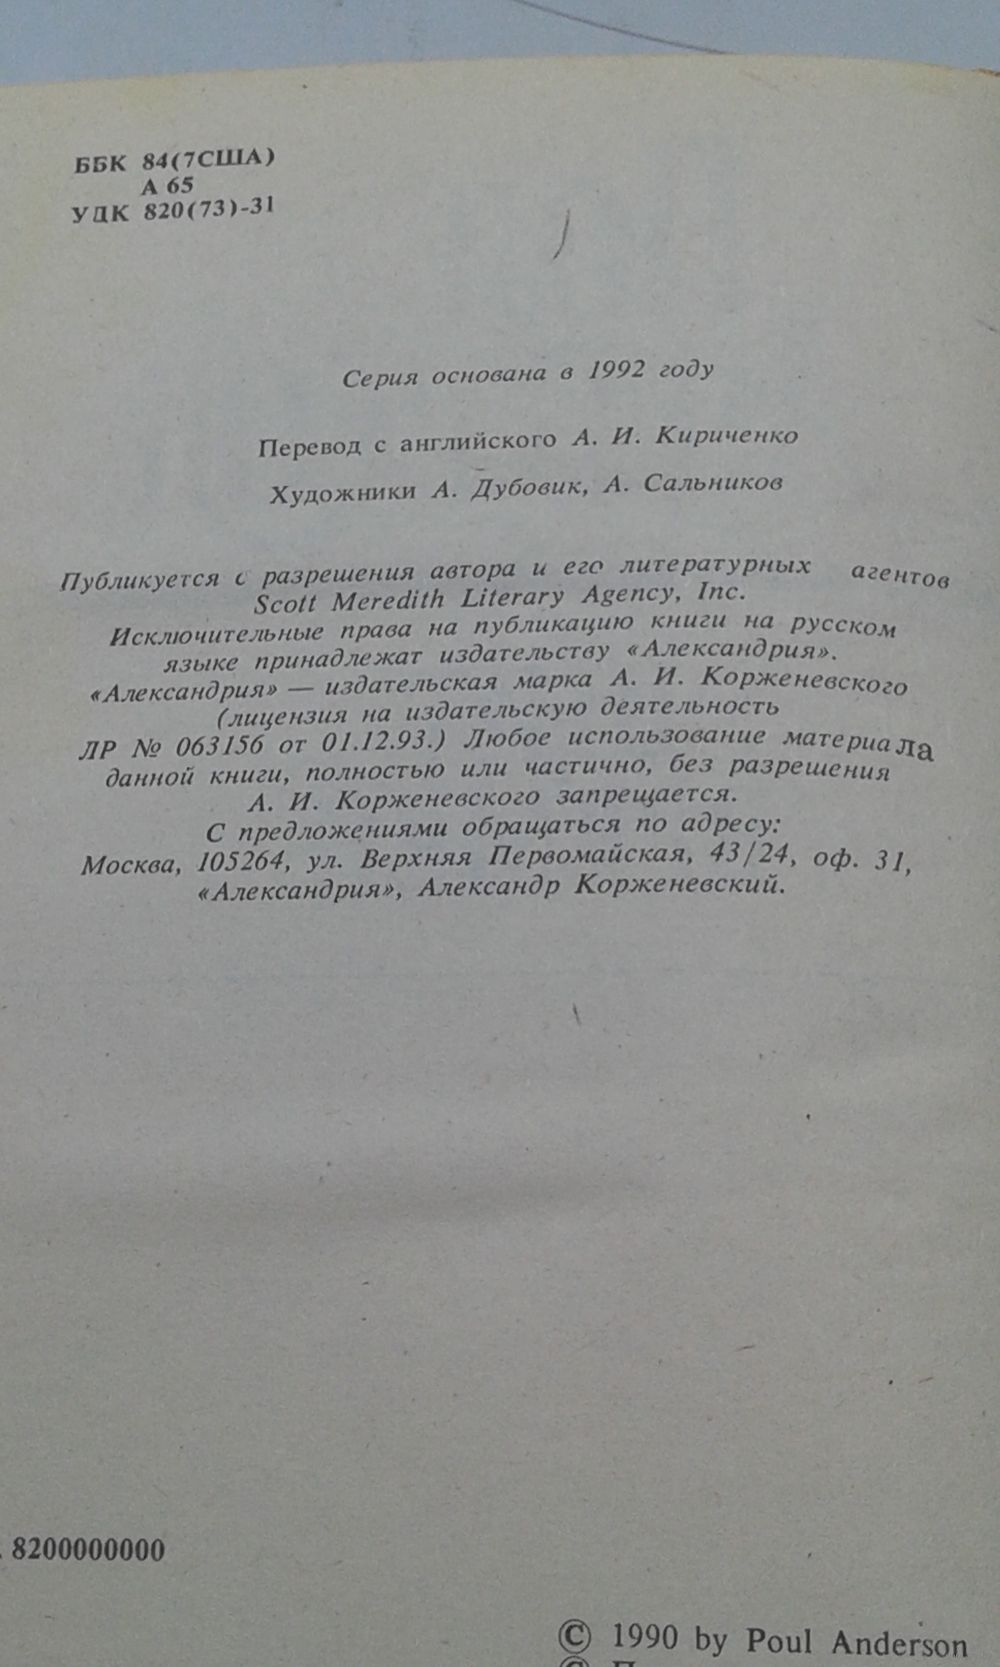 ББК 84(7США)
А 65
УДК 820(73)-31
Серия основана в 1992 году
Перевод с английского А. И. Кириченко
Художники А. Дубовик, А. Сальников
Публикуется с разрешения автора и его литературных агентов
Scott Meredith Literary Agency, Inc.
Исключительные права на публикацию книги на русском
языке принадлежат издательству «Александрия».
«Александрия» — издательская марка А. И. Корженевского
(лицензия на издательскую деятельность
ЛР № 063156 от 01.12.93.) Любое использование материала
данной книги, полностью или частично, без разрешения
А. И. Корженевского запрещается.
С предложениями обращаться по адресу:
Москва, 105264, ул. Верхняя Первомайская, 43/24, оф. 31,
«Александрия», Александр Корженевский.
8200000000
© 1990 by Poul Anderson
©